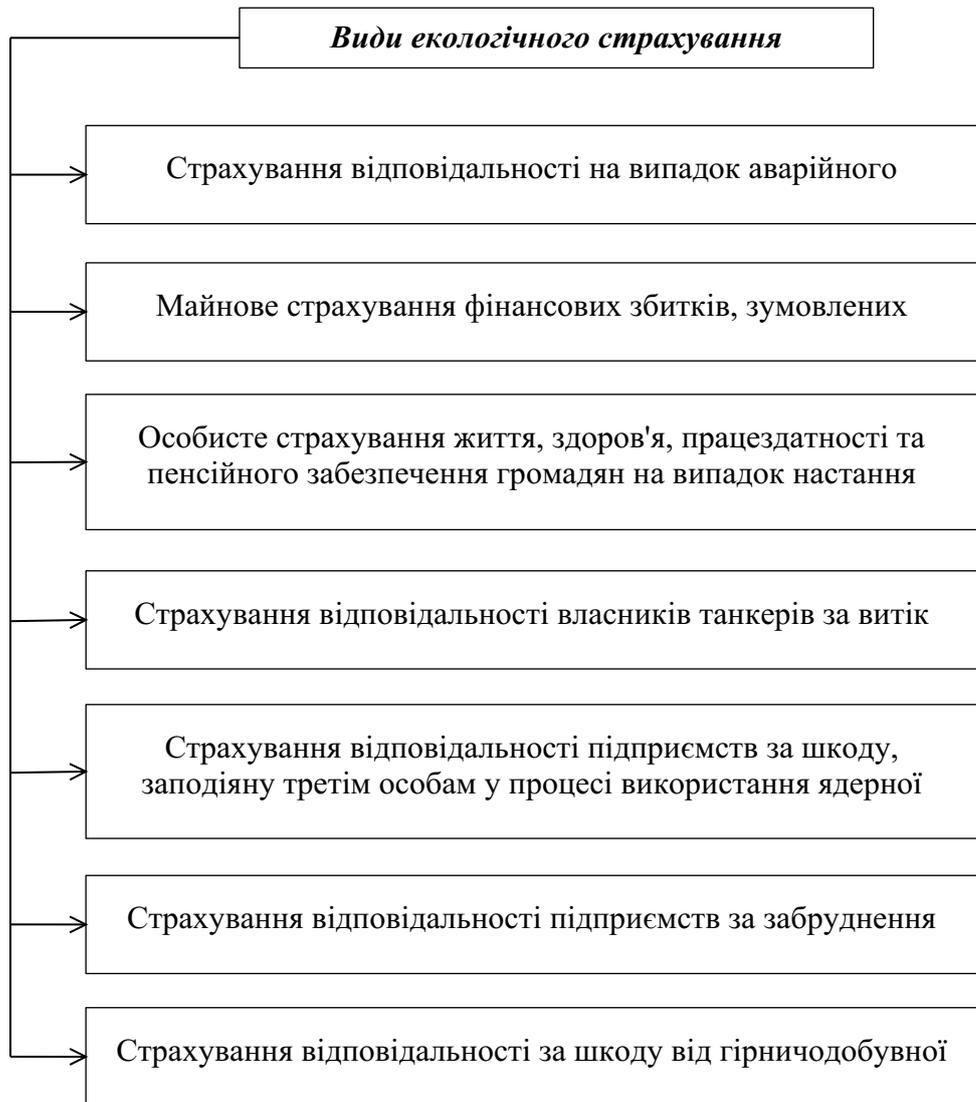 Види екологічного страхування
Страхування відповідальності на випадок аварійного
Майнове страхування фінансових збитків, зумовлених
Особисте страхування життя, здоров'я, працездатності та
пенсійного забезпечення громадян на випадок настання
Страхування відповідальності власників танкерів за витік
Страхування відповідальності підприємств за шкоду,
заподіяну третім особам у процесі використання ядерної
Страхування відповідальності підприємств за забруднення
Страхування відповідальності за шкоду від гірничодобувної